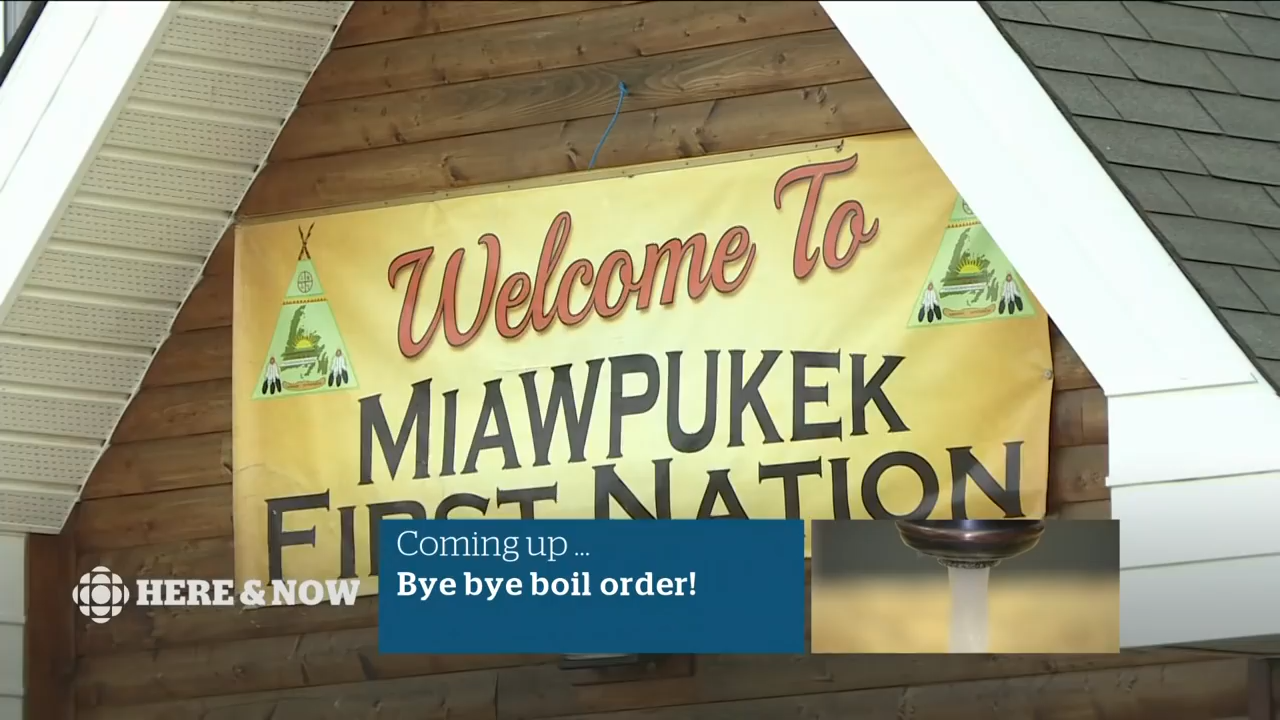 Welcome To
MIAWPUKEK
FIRST NATION
Coming up ...
Bye bye boil order!
HERE & NOW